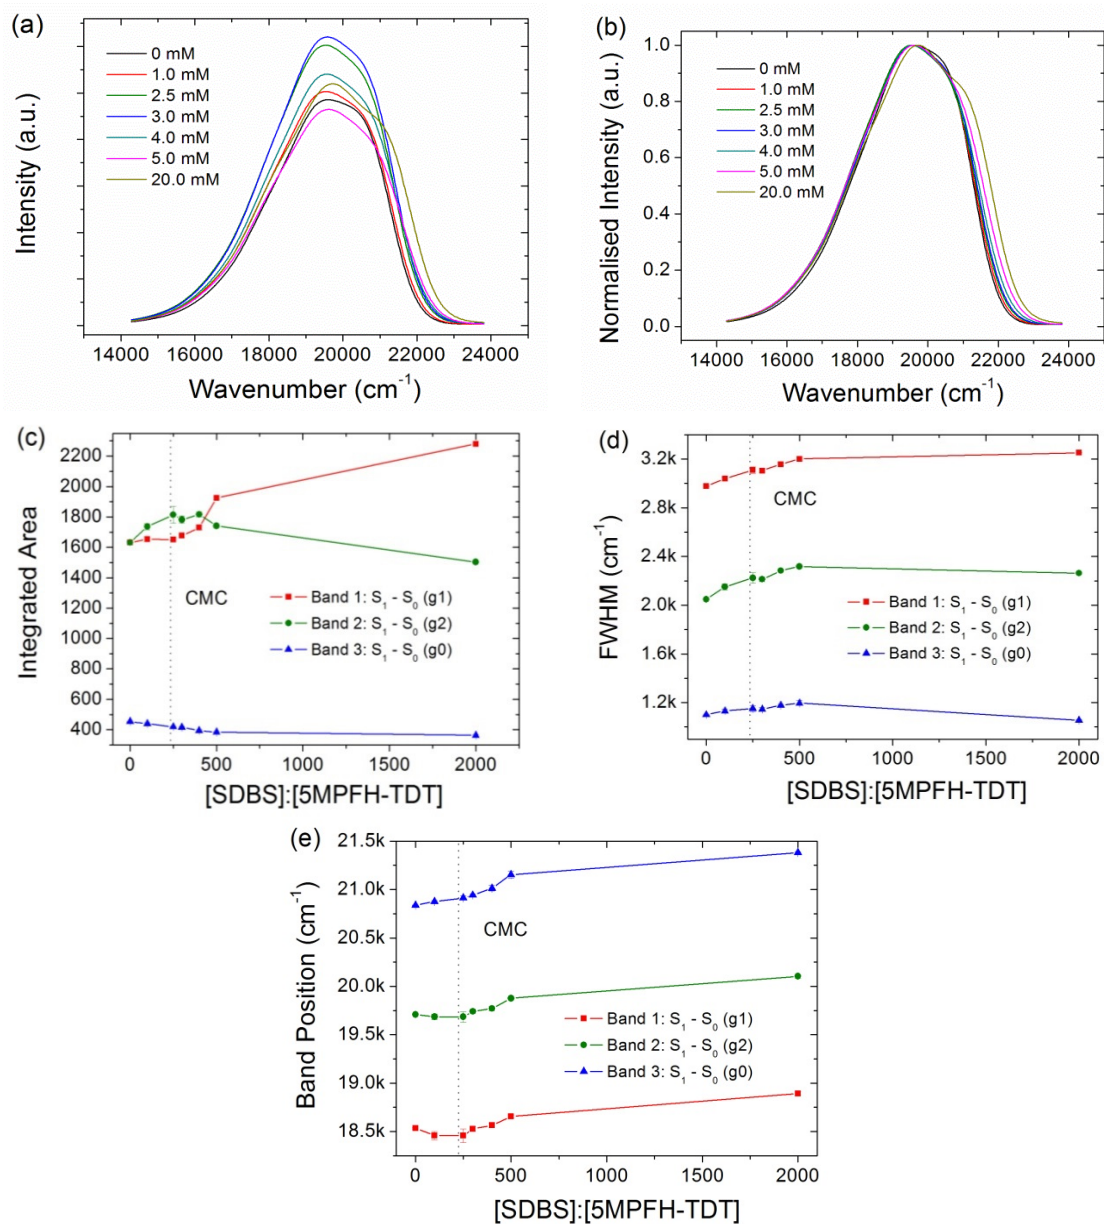 (a)
Intensity (a.u.)
0 mM
1.0 mM
2.5 mM
3.0 mM
4.0 mM
5.0 mM
20.0 mM
14000 16000 18000 20000 22000 24000
Wavenumber (cm⁻¹)
(b)
Normalised Intensity (a.u.)
1.0
0.8
0.6
0.4
0.2
0.0
0 mM
1.0 mM
2.5 mM
3.0 mM
4.0 mM
5.0 mM
20.0 mM
14000 16000 18000 20000 22000 24000
Wavenumber (cm⁻¹)
(c)
Integrated Area
2200
2000
1800
1600
1400
1200
1000
800
600
400
CMC
Band 1: S₁ - S₀ (g1)
Band 2: S₁ - S₀ (g2)
Band 3: S₁ - S₀ (g0)
0 500 1000 1500 2000
[SDBS]:[5MPFH-TDT]
(d)
FWHM (cm⁻¹)
3.2k
2.8k
2.4k
2.0k
1.6k
1.2k
CMC
Band 1: S₁ - S₀ (g1)
Band 2: S₁ - S₀ (g2)
Band 3: S₁ - S₀ (g0)
0 500 1000 1500 2000
[SDBS]:[5MPFH-TDT]
(e)
Band Position (cm⁻¹)
21.5k
21.0k
20.5k
20.0k
19.5k
19.0k
18.5k
CMC
Band 1: S₁ - S₀ (g1)
Band 2: S₁ - S₀ (g2)
Band 3: S₁ - S₀ (g0)
0 500 1000 1500 2000
[SDBS]:[5MPFH-TDT]